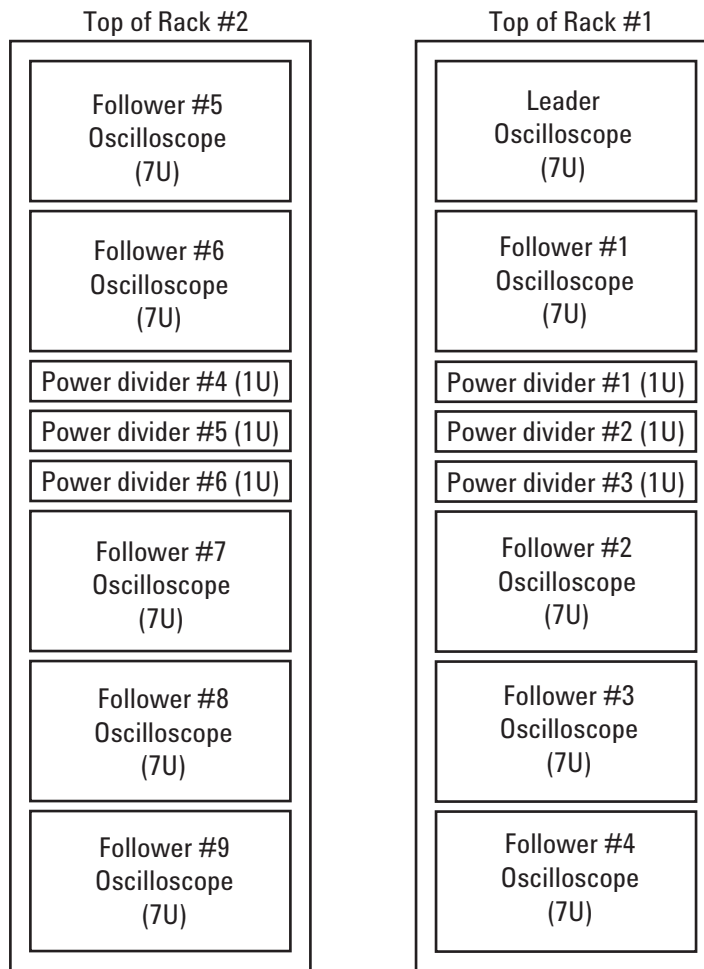 Top of Rack #2
Follower #5
Oscilloscope
(7U)
Follower #6
Oscilloscope
(7U)
Power divider #4 (1U)
Power divider #5 (1U)
Power divider #6 (1U)
Follower #7
Oscilloscope
(7U)
Follower #8
Oscilloscope
(7U)
Follower #9
Oscilloscope
(7U)
Top of Rack #1
Leader
Oscilloscope
(7U)
Follower #1
Oscilloscope
(7U)
Power divider #1 (1U)
Power divider #2 (1U)
Power divider #3 (1U)
Follower #2
Oscilloscope
(7U)
Follower #3
Oscilloscope
(7U)
Follower #4
Oscilloscope
(7U)